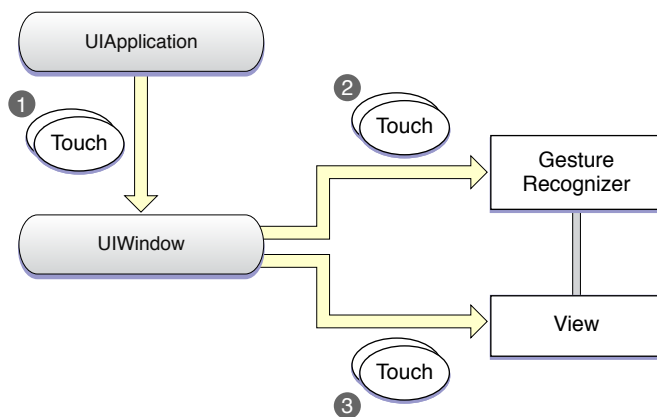 UIApplication
1
Touch
2
Touch
Gesture
Recognizer
UIWindow
View
Touch
3